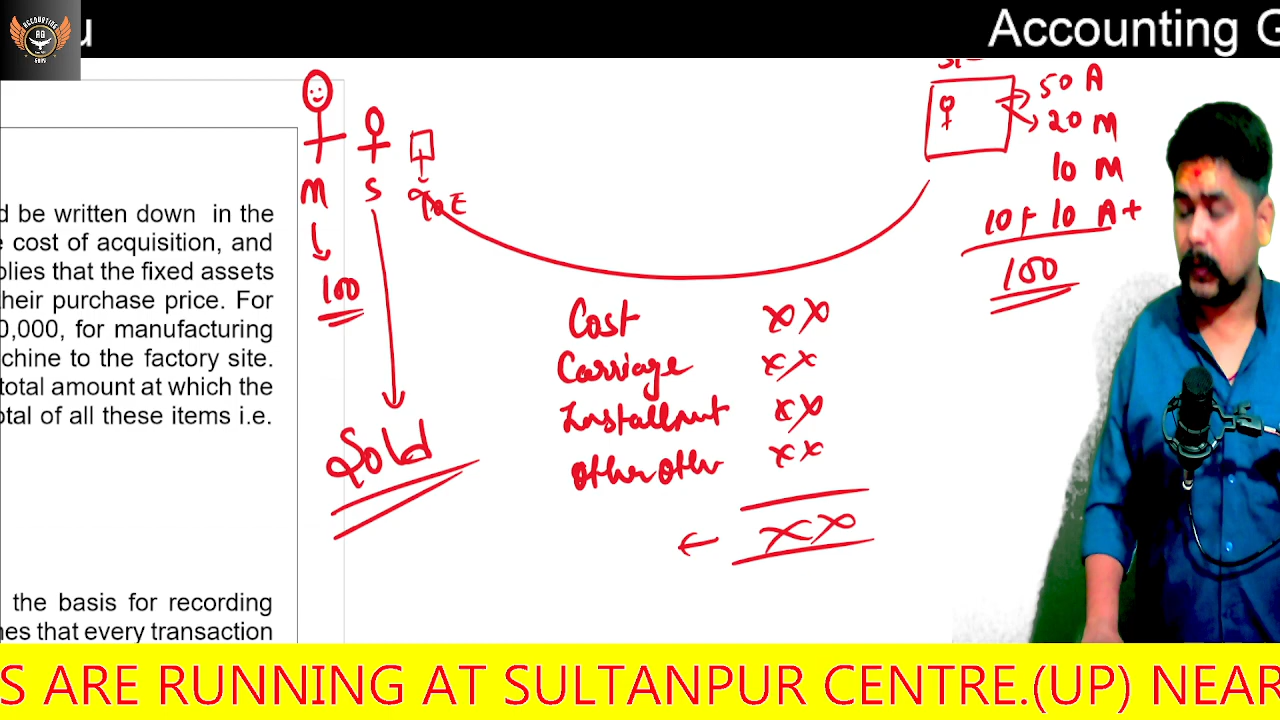 u
Accounting G
ACCOUNTING
AG
50 A
20 M
10 M
10+ 10 A+
100
M
S
100
d be written down in the
cost of acquisition, and
plies that the fixed assets
heir purchase price. For
0,000, for manufacturing
chine to the factory site.
total amount at which the
otal of all these items i.e.
Cost xx
Carriage xx
xx
xx
xx
Sold
the basis for recording
nes that every transaction
S ARE RUNNING AT SULTANPUR CENTRE.(UP) NEAR